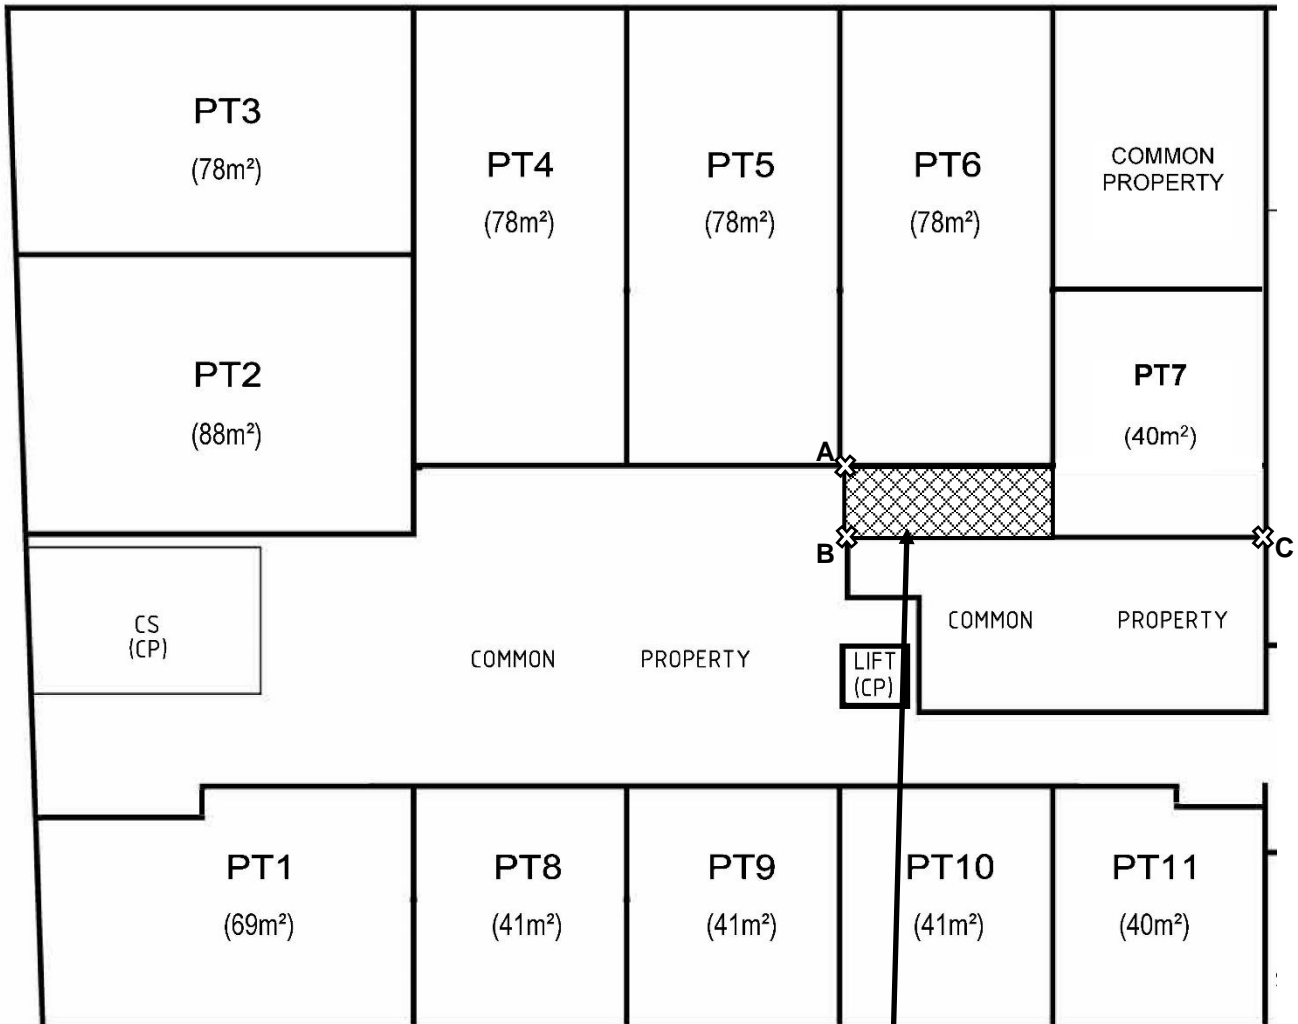 PT3
(78m²)
PT4
(78m²)
PT5
(78m²)
PT6
(78m²)
COMMON
PROPERTY
PT2
(88m²)
PT7
(40m²)
A
B
C
CS
(CP)
COMMON PROPERTY
LIFT
(CP)
COMMON PROPERTY
PT1
(69m²)
PT8
(41m²)
PT9
(41m²)
PT10
(41m²)
PT11
(40m²)